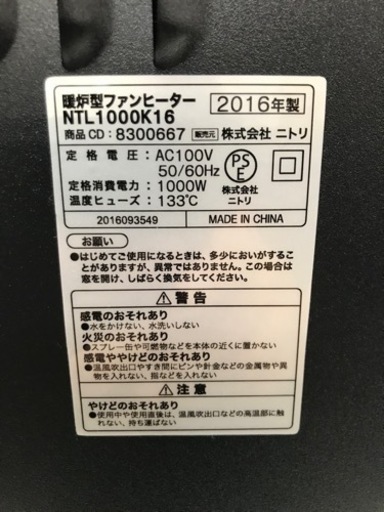 暖炉型ファンヒーター
NTL1000K16
2016年製
商品CD:8300667 販売元 株式会社 ニトリ
定格電圧:AC100V
50/60Hz
定格消費電力:1000W
温度ヒューズ:133℃
PSE
株式会社
ニトリ
2016093549
MADE IN CHINA
お願い
●はじめてご使用になるときは、多少においがするこ
とがありますが、異常ではありません。この場合は
窓を開け、しばらく換気をしてください。
警告
感電のおそれあり
●水をかけない、水洗いしない
火災のおそれあり
●スプレー缶や可燃物などを本体の近くに置かない
感電ややけどのおそれあり
●温風吹出口やすき間にピンや針金などの金属物や異
物を入れない、指などを入れない
注意
やけどのおそれあり
●使用中や使用直後は、温風吹出口などの高温部に触
れない、持ち運ばない